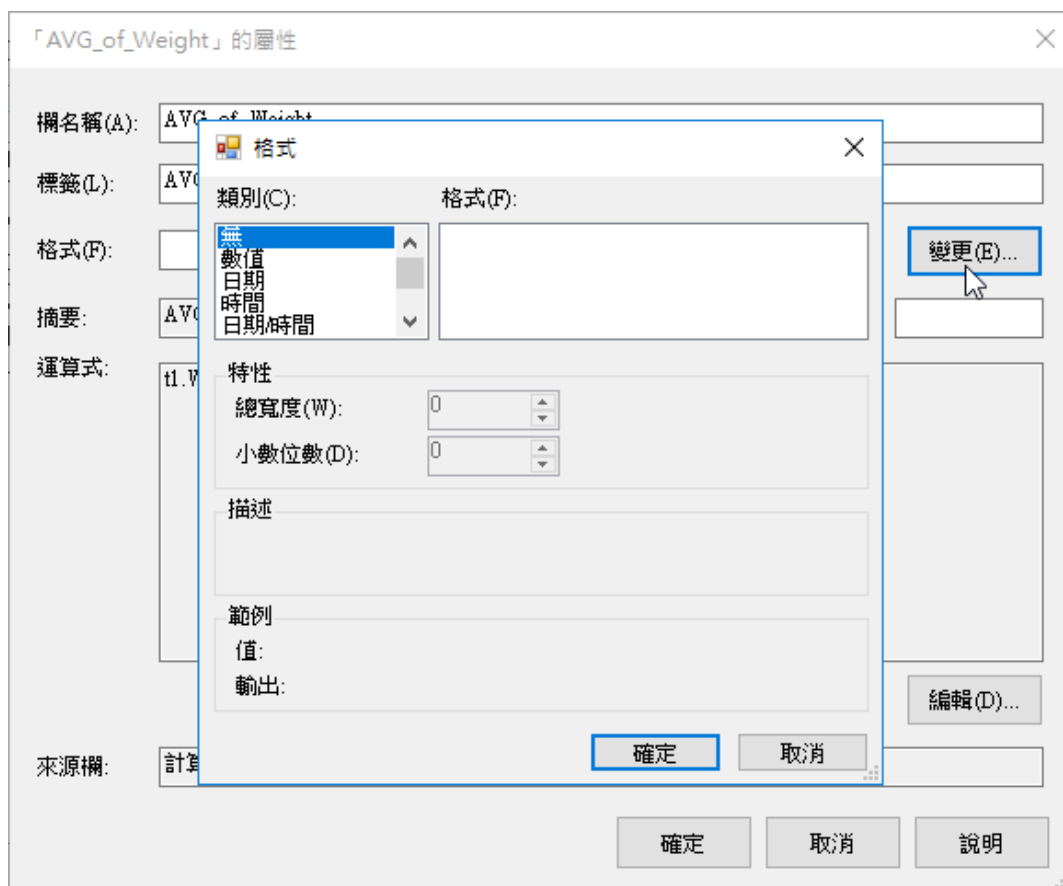 「AVG_of_Weight」的屬性
欄名稱(A):
AVG_of_Weight
格式
標籤(L):
AVG
類別(C):
格式(F):
格式(F):
無
數值
日期
時間
日期/時間
變更(E)...
摘要:
AVG
運算式:
t1.W
特性
總寬度(W):
0
小數位數(D):
0
描述
範例
值:
輸出:
編輯(D)...
確定
取消
來源欄:
計算
確定
取消
說明